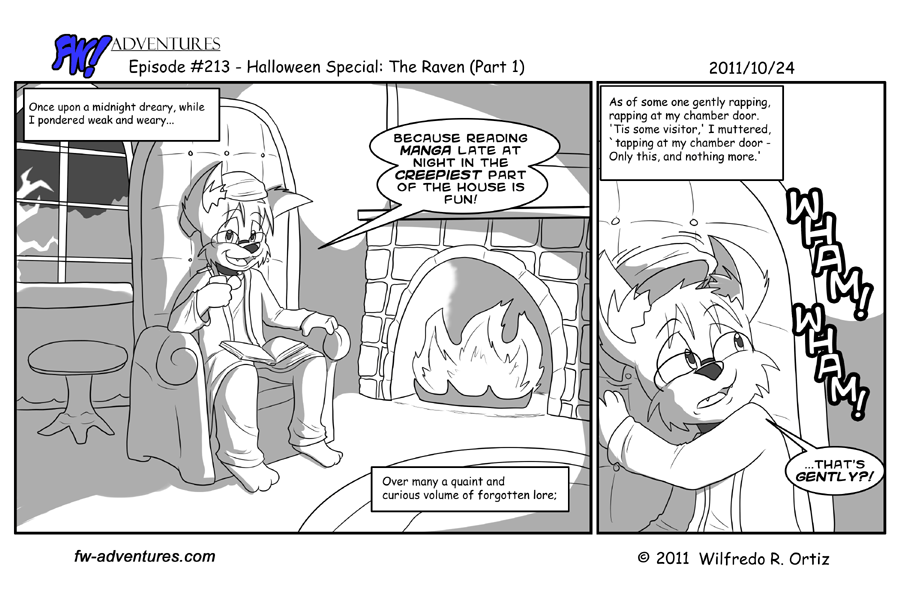 FW! ADVENTURES
Episode #213 - Halloween Special: The Raven (Part 1)
2011/10/24
Once upon a midnight dreary, while
I pondered weak and weary...
BECAUSE READING
MANGA LATE AT
NIGHT IN THE
CREEPIEST PART
OF THE HOUSE IS
FUN!
Over many a quaint and
curious volume of forgotten lore;
As of some one gently rapping,
rapping at my chamber door.
'Tis some visitor,' I muttered,
`tapping at my chamber door -
Only this, and nothing more.'
WHAM!
WHAM!
...THAT'S
GENTLY?!
fw-adventures.com
© 2011 Wilfredo R. Ortiz